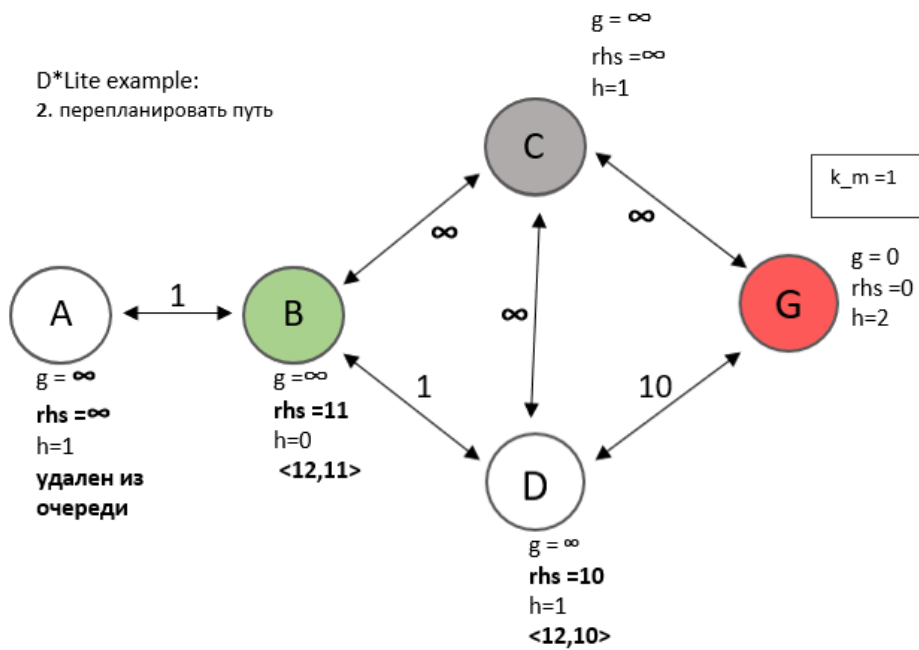 g = ∞
rhs =∞
h=1
D*Lite example:
2. перепланировать путь
C
k_m =1
∞
∞
g = 0
rhs =0
h=2
A
1
B
∞
G
g = ∞
rhs =∞
h=1
удален из
очереди
g =∞
rhs =11
h=0
<12,11>
1
10
D
g = ∞
rhs =10
h=1
<12,10>